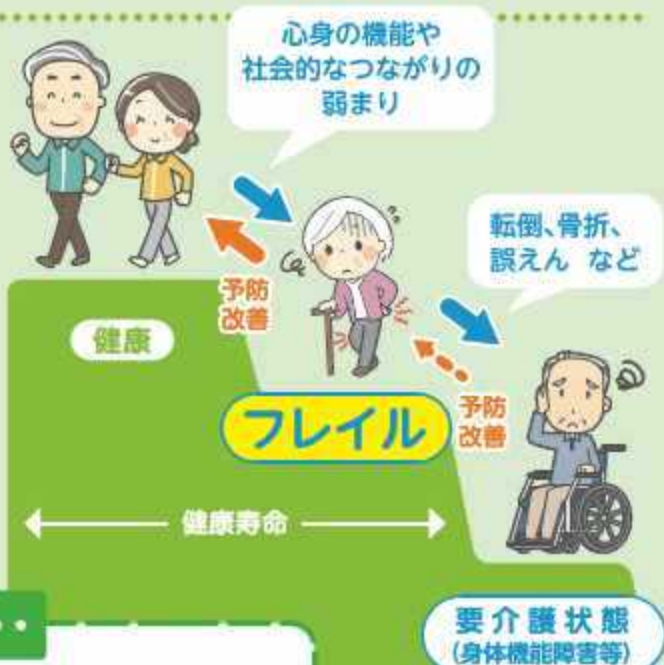 心身の機能や
社会的なつながりの
弱まり
転倒、骨折、
誤えん など
予防
改善
健康
フレイル
予防
改善
健康寿命
要介護状態
(身体機能障害等)